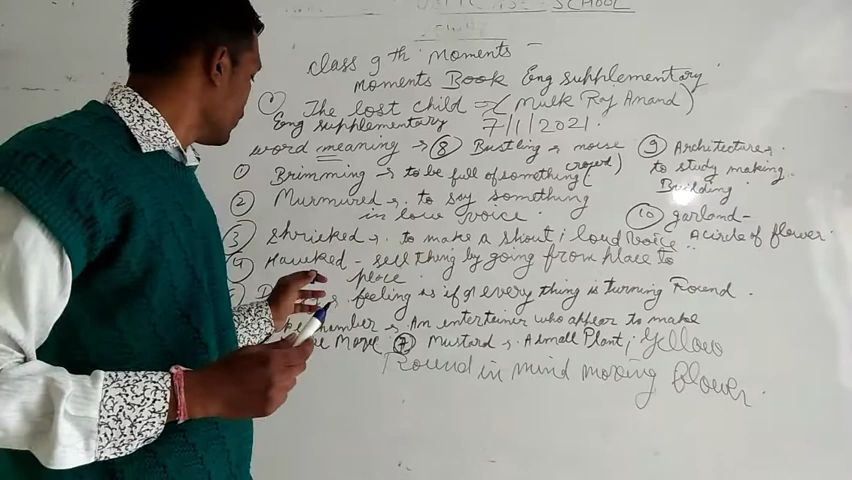 SCHOOL
Class 9th Moments -
Moments Book Eng supplementary
① The lost child → (Mulk Raj Anand)
Eng supplementary 7/1/2021.
word meaning → ⑧ Bustling → noise (crowd) ⑨ Architecture →
① Brimming → to be full of something to study making
② Murmured → to say something Building
in low voice. ⑩ garland -
③ Shrieked → to make a shout; loud voice A circle of flower.
④ Hawked - sell thing by going from place to
place.
feeling as if everything is turning Round.
An entertainer who appear to make
Move ⑦ Mustard → A small Plant; Yellow
Round in mind moving flower.